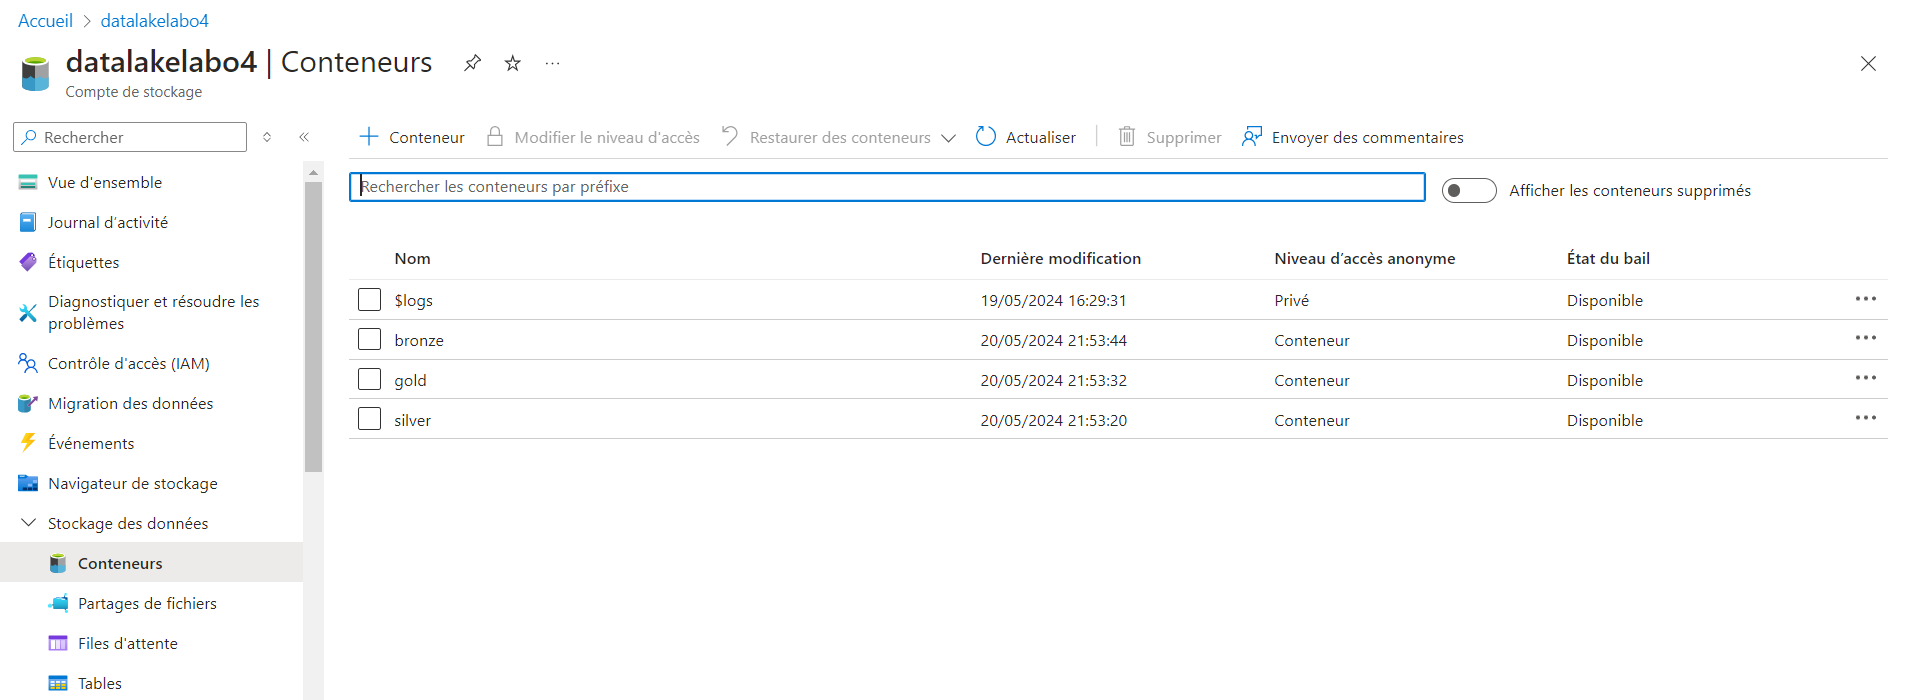 Accueil > datalakelabo4
datalakelabo4 | Conteneurs
Compte de stockage
Rechercher
Vue d'ensemble
Journal d’activité
Étiquettes
Diagnostiquer et résoudre les
problèmes
Contrôle d'accès (IAM)
Migration des données
Événements
Navigateur de stockage
Stockage des données
Conteneurs
Partages de fichiers
Files d'attente
Tables
Conteneur Modifier le niveau d'accès Restaurer des conteneurs Actualiser Supprimer Envoyer des commentaires
Rechercher les conteneurs par préfixe
Afficher les conteneurs supprimés
Nom Dernière modification Niveau d’accès anonyme État du bail
$logs 19/05/2024 16:29:31 Privé Disponible
bronze 20/05/2024 21:53:44 Conteneur Disponible
gold 20/05/2024 21:53:32 Conteneur Disponible
silver 20/05/2024 21:53:20 Conteneur Disponible